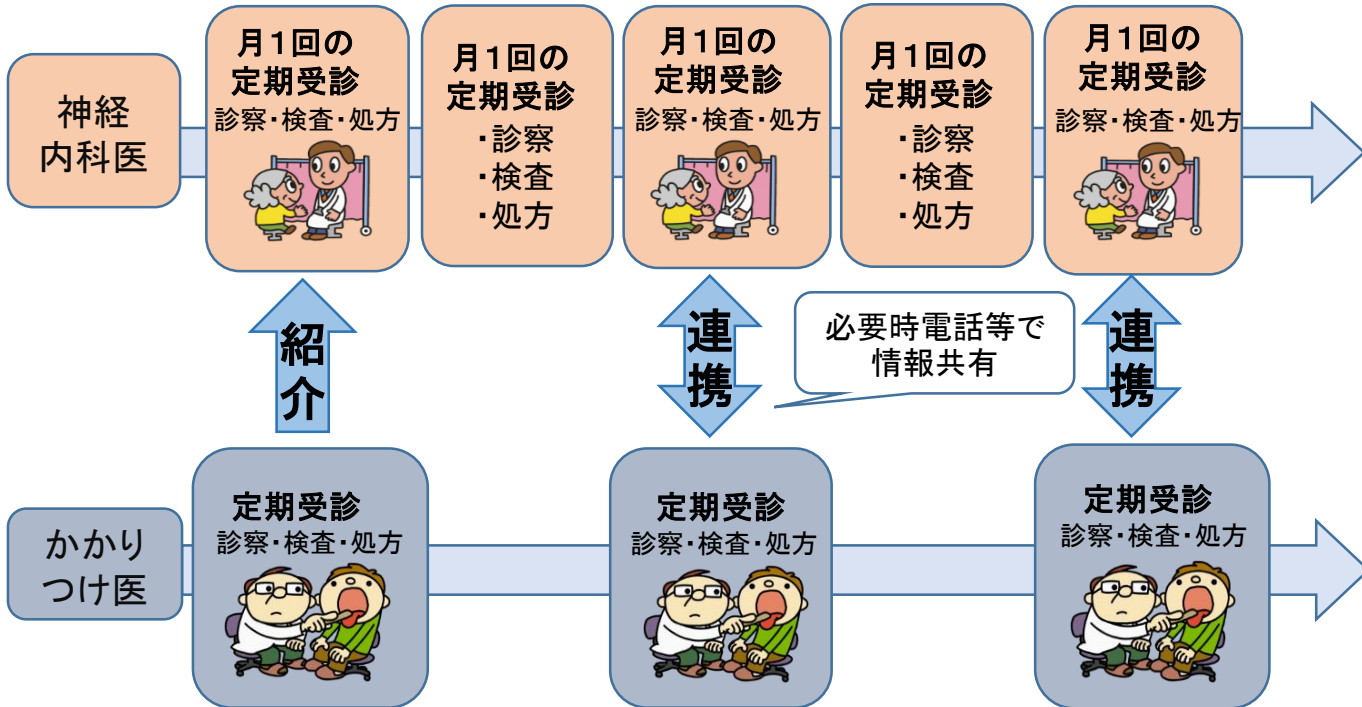 神経
内科医
月1回の
定期受診
診察・検査・処方
月1回の
定期受診
・診察
・検査
・処方
月1回の
定期受診
診察・検査・処方
月1回の
定期受診
・診察
・検査
・処方
月1回の
定期受診
診察・検査・処方
紹
介
連
携
必要時電話等で
情報共有
連
携
かかり
つけ医
定期受診
診察・検査・処方
定期受診
診察・検査・処方
定期受診
診察・検査・処方